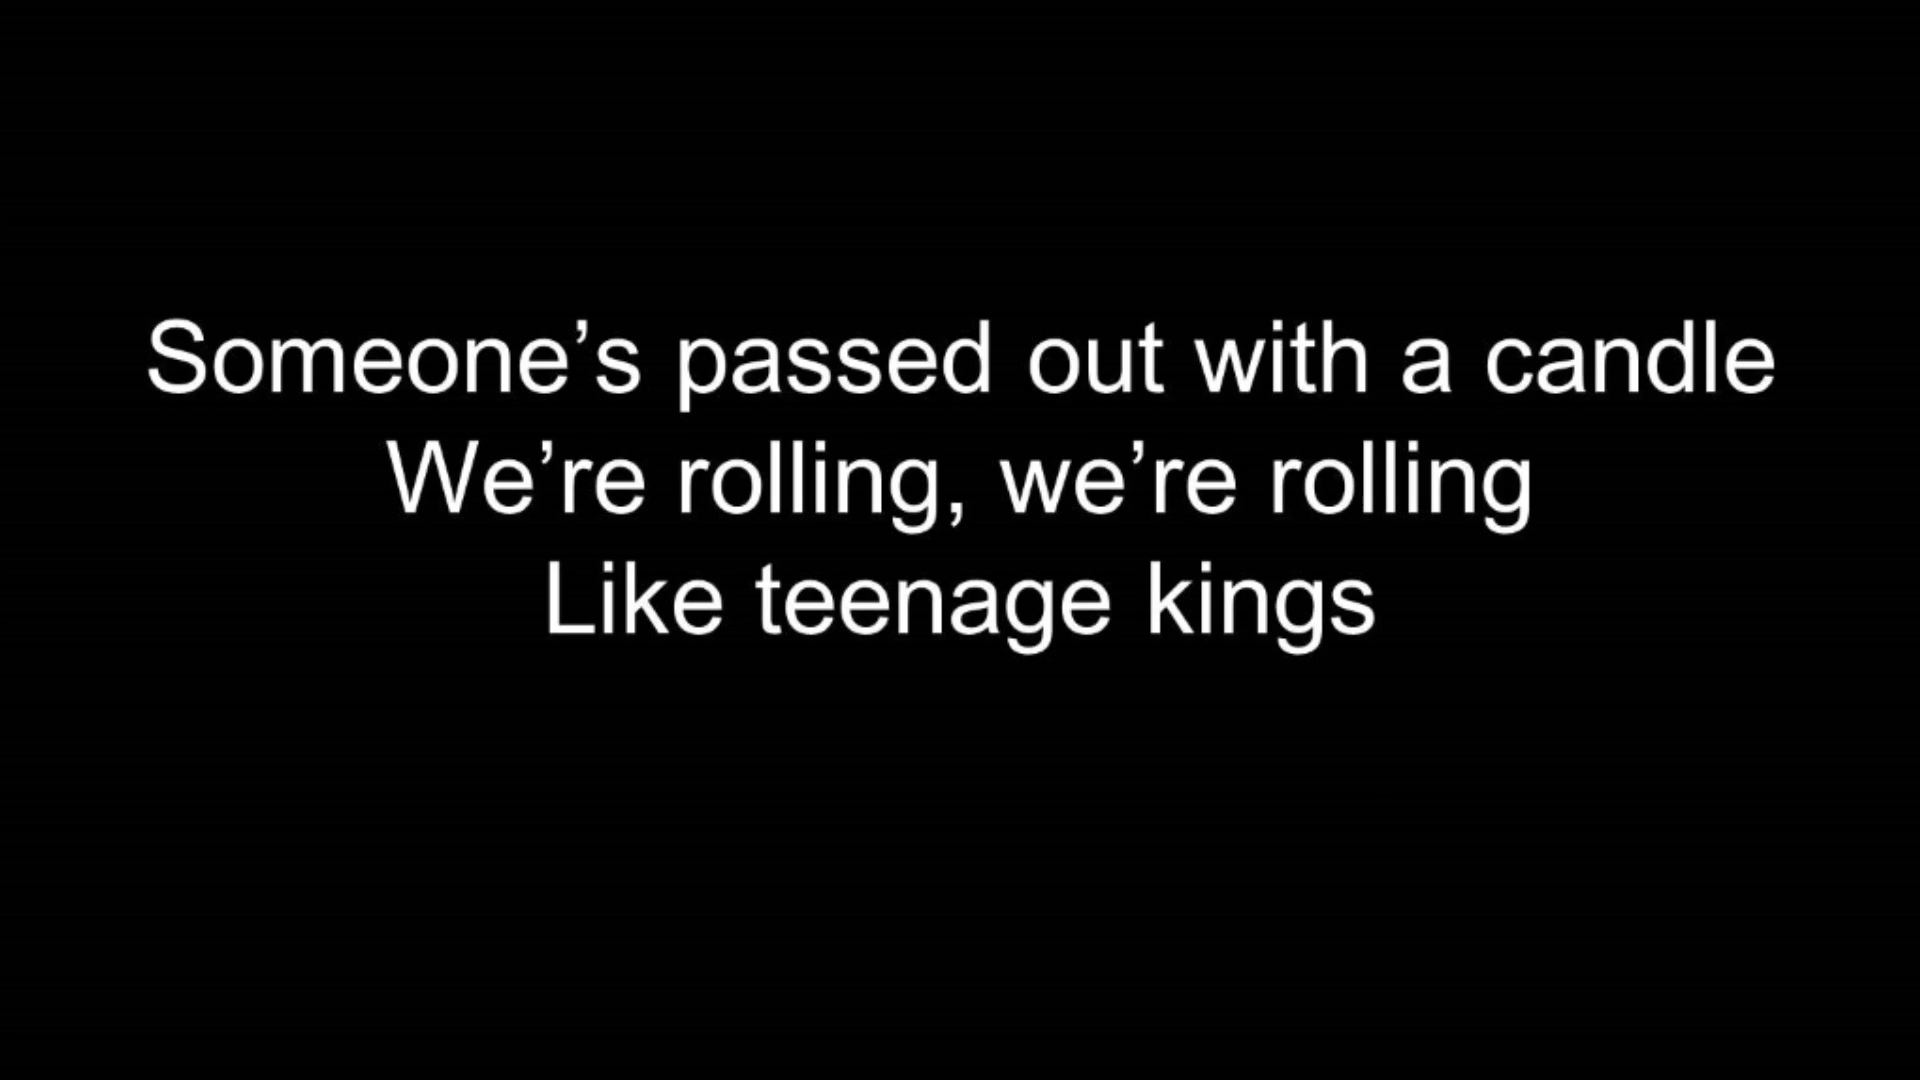 Someone’s passed out with a candle
We’re rolling, we’re rolling
Like teenage kings